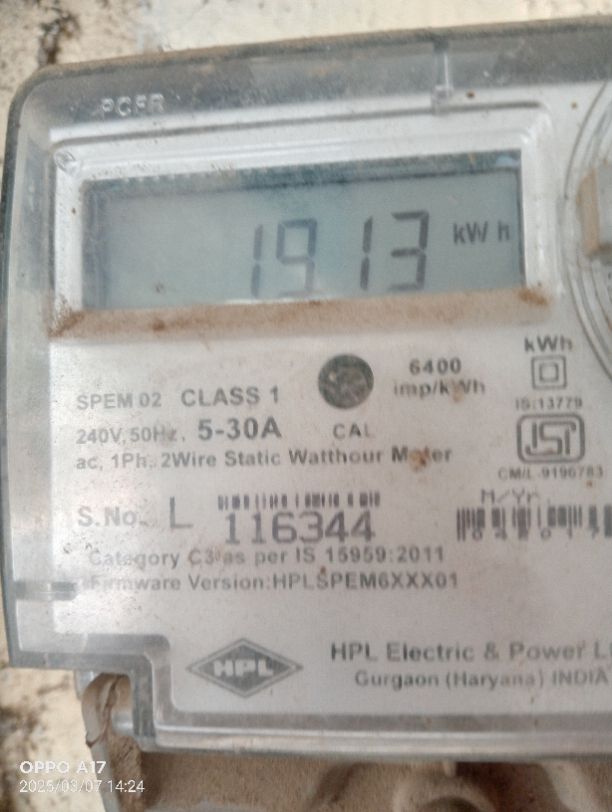 1913 kWh
kWh
6400
imp/kWh
SPEM 02 CLASS 1
240V, 50Hz, 5-30A
CAL
IS:13779
ac, 1Ph. 2Wire Static Watthour Meter
CM/L-9196783
S.No. L 116344
M/Yr.
Category C3 as per IS 15959:2011
Firmware Version:HPLSPEM6XXX01
HPL
HPL Electric & Power
Gurgaon (Haryana) INDIA
OPPO A17
2025/03/07 14:24